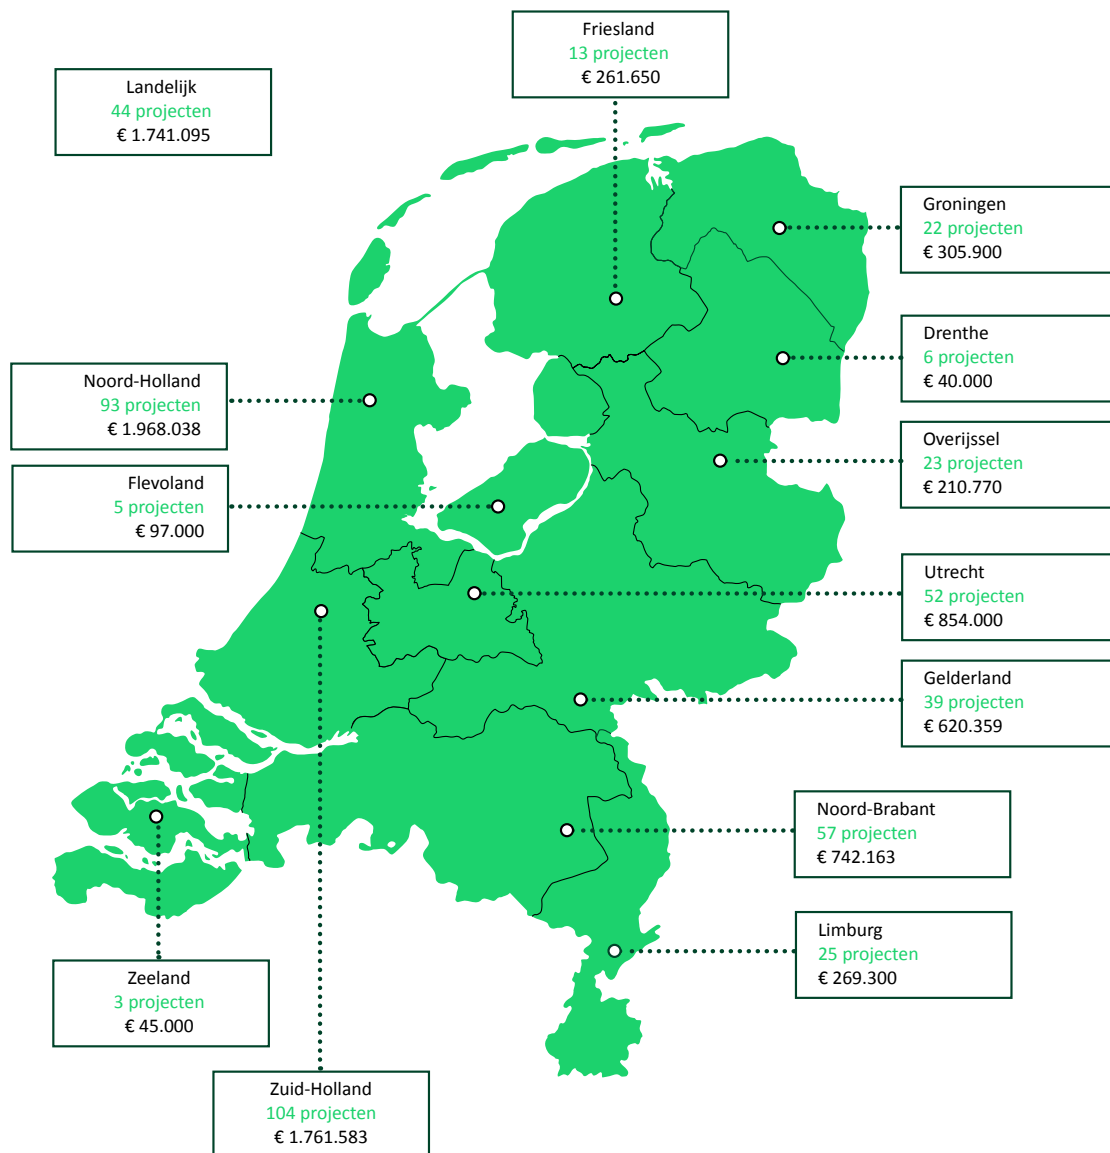 Friesland
13 projecten
€ 261.650
Landelijk
44 projecten
€ 1.741.095
Groningen
22 projecten
€ 305.900
Drenthe
6 projecten
€ 40.000
Noord-Holland
93 projecten
€ 1.968.038
Overijssel
23 projecten
€ 210.770
Flevoland
5 projecten
€ 97.000
Utrecht
52 projecten
€ 854.000
Gelderland
39 projecten
€ 620.359
Noord-Brabant
57 projecten
€ 742.163
Limburg
25 projecten
€ 269.300
Zeeland
3 projecten
€ 45.000
Zuid-Holland
104 projecten
€ 1.761.583